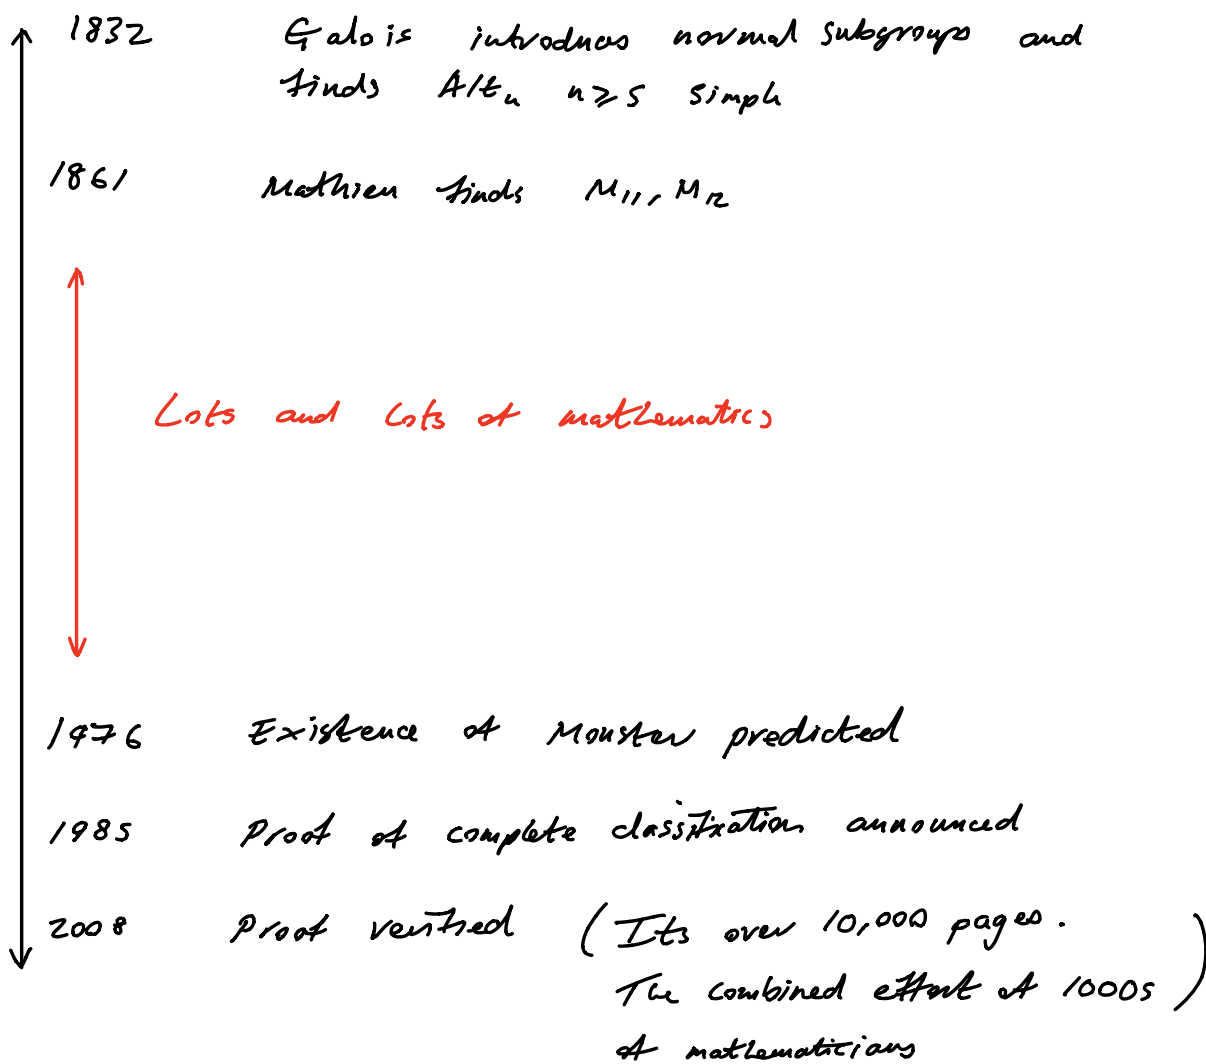 1832 Galois introduces normal subgroups and
finds Alt_n n≥5 simple
1861 Mathieu finds M_11, M_12
Lots and Lots of mathematics
1976 Existence of Monster predicted
1985 Proof of complete classification announced
2008 Proof verified (Its over 10,000 pages.
The combined effort of 1000s)
of mathematicians